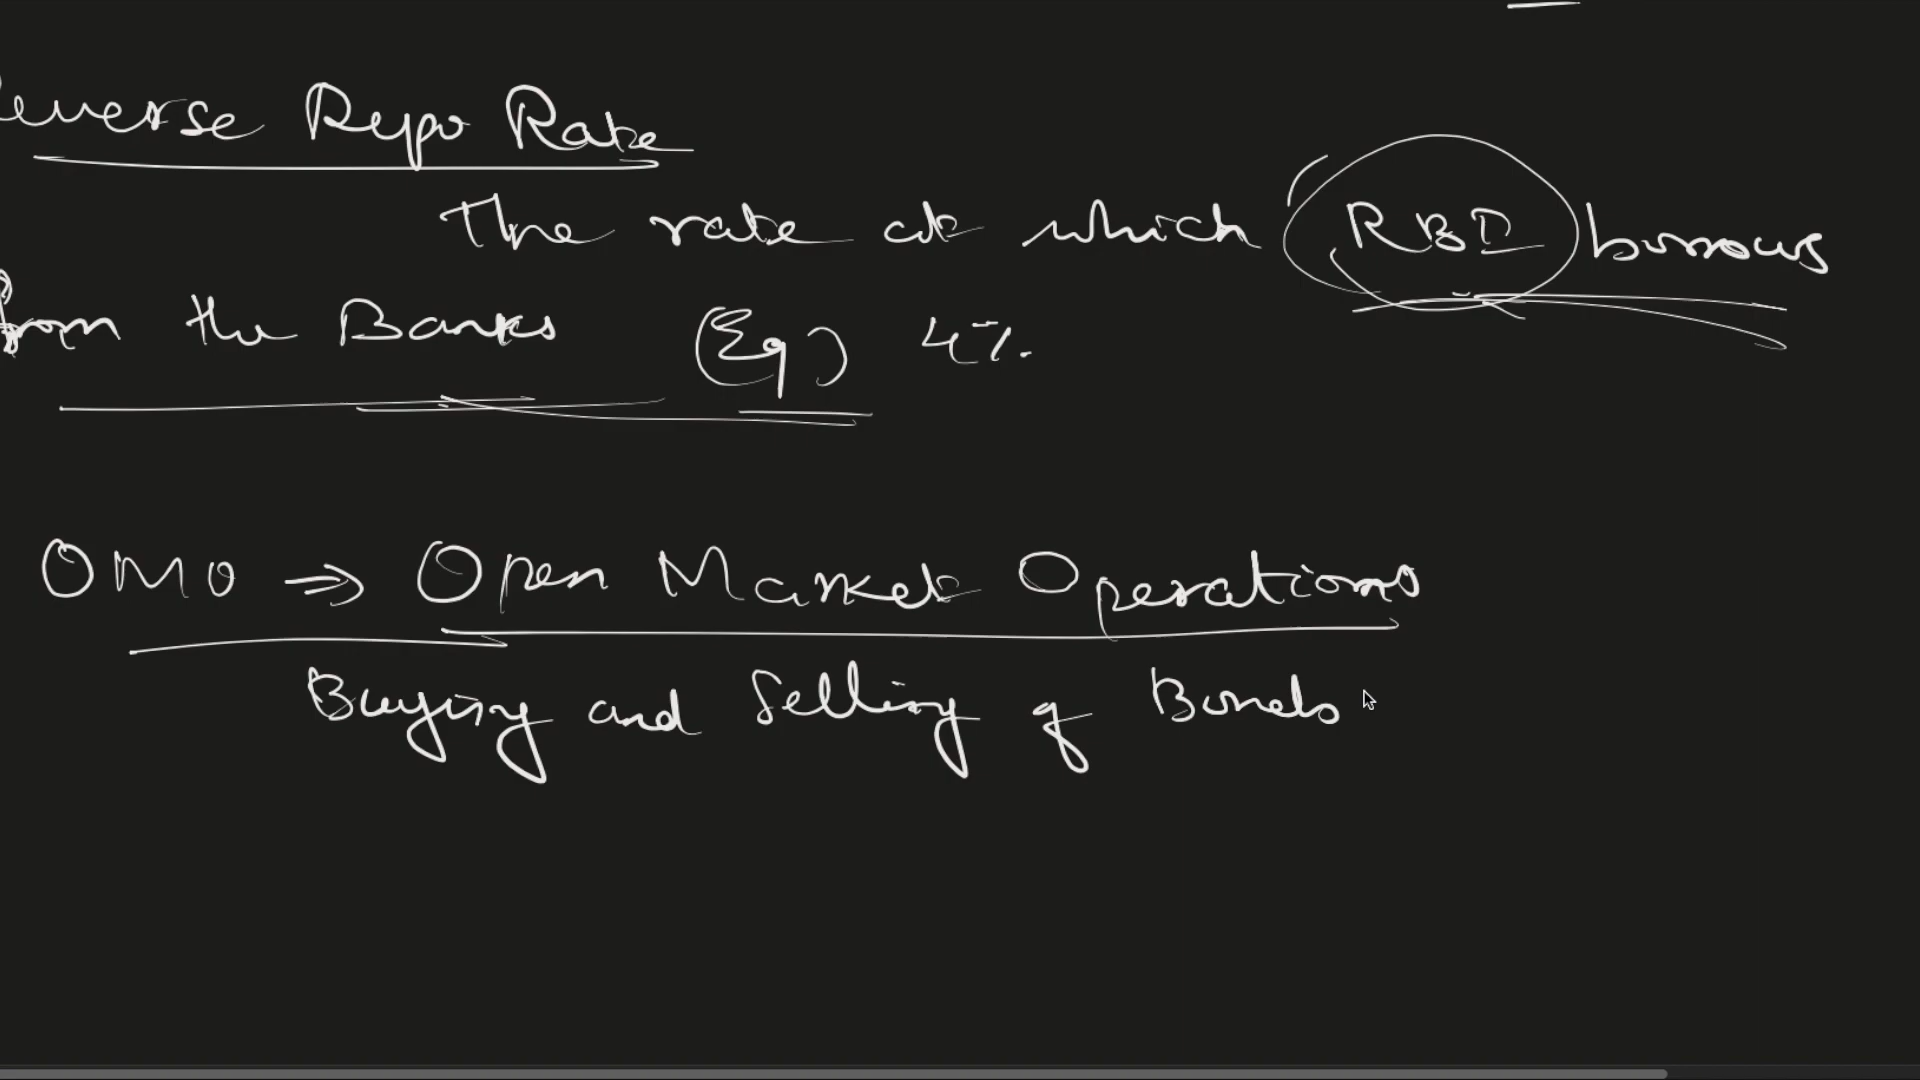 Reverse Repo Rate
The rate at which RBI borrows
from the Banks (Eg) 4%.
OMO ⇒ Open Market Operations
Buying and Selling of Bonds